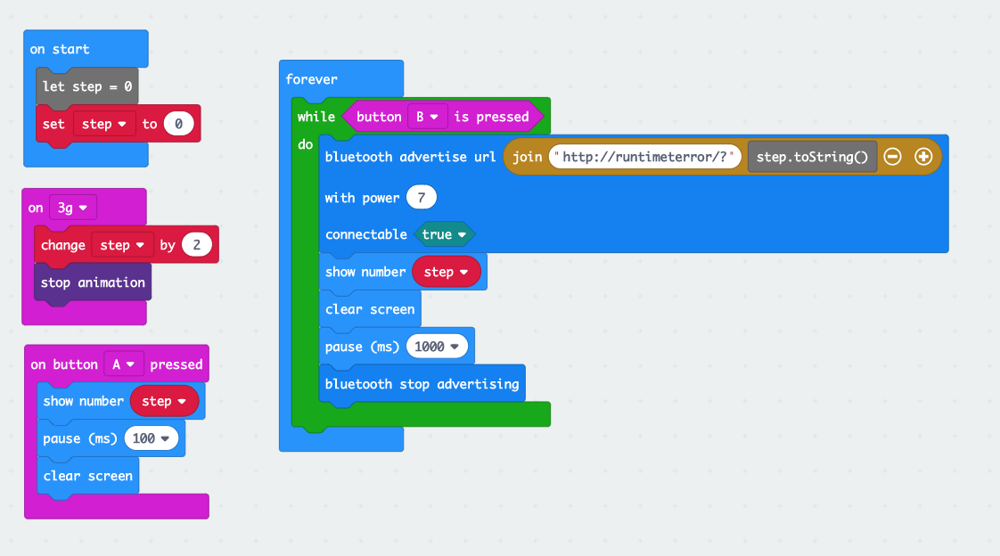 on start
let step = 0
set step to 0
on 3g
change step by 2
stop animation
on button A pressed
show number step
pause (ms) 100
clear screen
forever
while button B is pressed
do
bluetooth advertise url join "http://runtimeterror/?" step.toString()
with power 7
connectable true
show number step
clear screen
pause (ms) 1000
bluetooth stop advertising